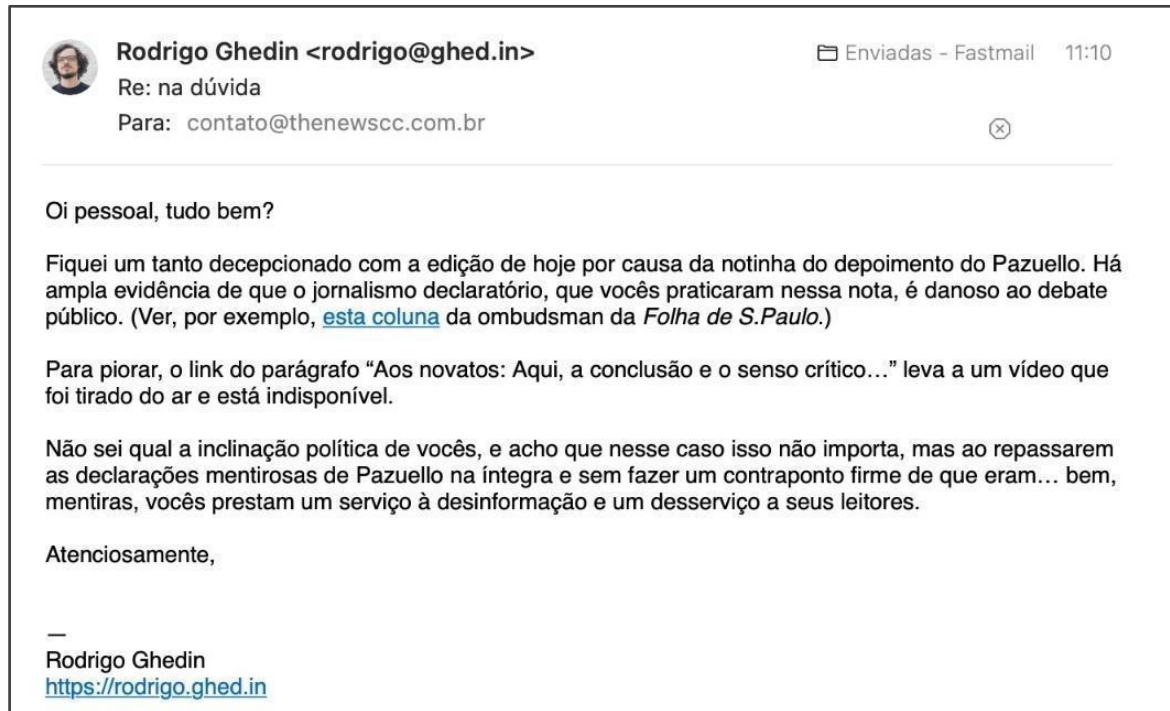 Rodrigo Ghedin <rodrigo@ghed.in>
Enviadas - Fastmail 11:10
Re: na dúvida
Para: contato@thenewscc.com.br
Oi pessoal, tudo bem?
Fiquei um tanto decepcionado com a edição de hoje por causa da notinha do depoimento do Pazuello. Há
ampla evidência de que o jornalismo declaratório, que vocês praticaram nessa nota, é danoso ao debate
público. (Ver, por exemplo, esta coluna da ombudsman da Folha de S.Paulo.)
Para piorar, o link do parágrafo “Aos novatos: Aqui, a conclusão e o senso crítico…” leva a um vídeo que
foi tirado do ar e está indisponível.
Não sei qual a inclinação política de vocês, e acho que nesse caso isso não importa, mas ao repassarem
as declarações mentirosas de Pazuello na íntegra e sem fazer um contraponto firme de que eram… bem,
mentiras, vocês prestam um serviço à desinformação e um desserviço a seus leitores.
Atenciosamente,
—
Rodrigo Ghedin
https://rodrigo.ghed.in